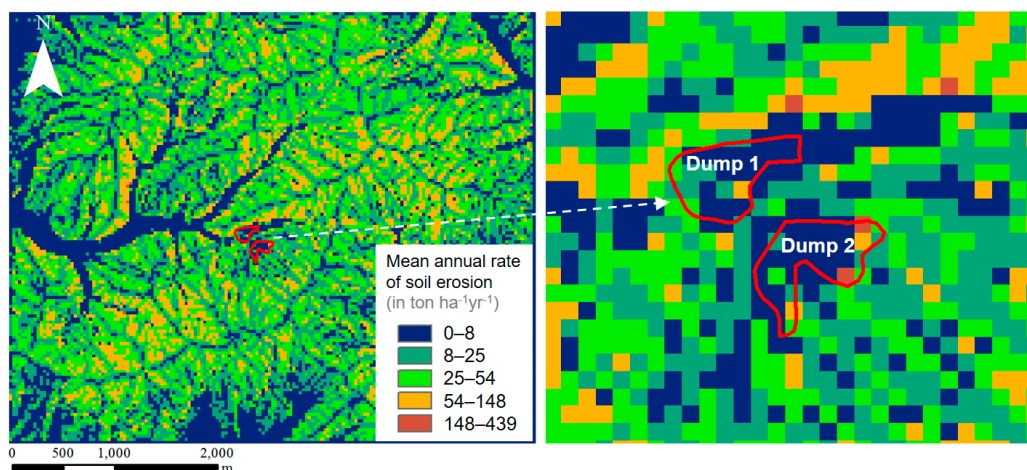 N
Dump 1
Dump 2
Mean annual rate
of soil erosion
(in ton ha⁻¹yr⁻¹)
0–8
8–25
25–54
54–148
148–439
0 500 1,000 2,000
m